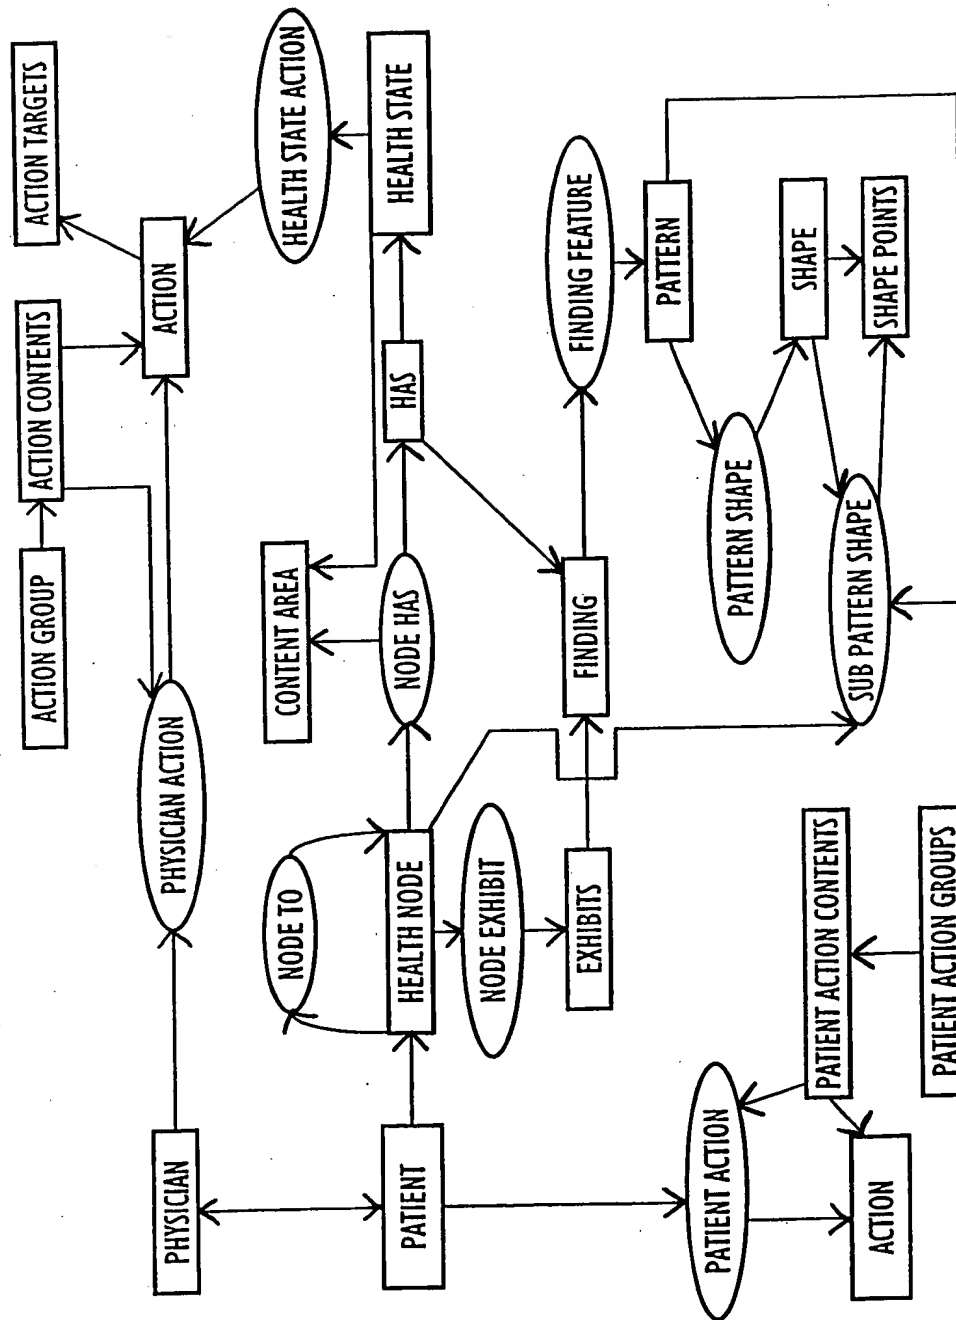 ACTION TARGETS
ACTION GROUP
ACTION CONTENTS
PHYSICIAN
PHYSICIAN ACTION
ACTION
HEALTH STATE ACTION
NODE TO
CONTENT AREA
PATIENT
HEALTH NODE
NODE HAS
HAS
HEALTH STATE
NODE EXHIBIT
EXHIBITS
FINDING
FINDING FEATURE
PATTERN
PATIENT ACTION
PATTERN SHAPE
SHAPE
PATIENT ACTION CONTENTS
SUB PATTERN SHAPE
SHAPE POINTS
ACTION
PATIENT ACTION GROUPS